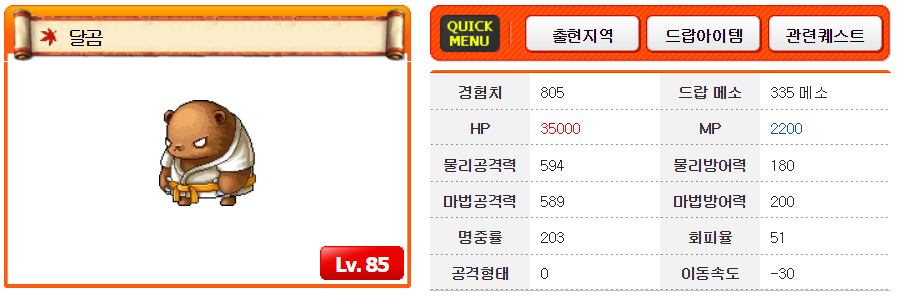 달곰
Lv. 85
QUICK
MENU
출현지역
드랍아이템
관련퀘스트
경험치 805 드랍 메소 335 메소
HP 35000 MP 2200
물리공격력 594 물리방어력 180
마법공격력 589 마법방어력 200
명중률 203 회피율 51
공격형태 0 이동속도 -30